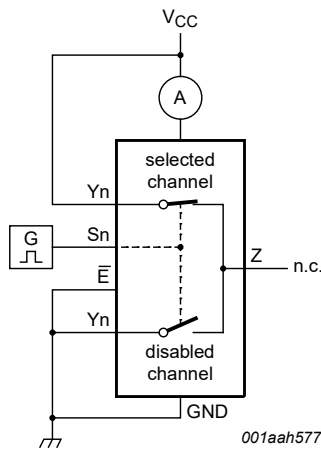 VCC
A
selected
channel
Yn
G
Sn
E̅
Z
n.c.
Yn
disabled
channel
GND
001aah577